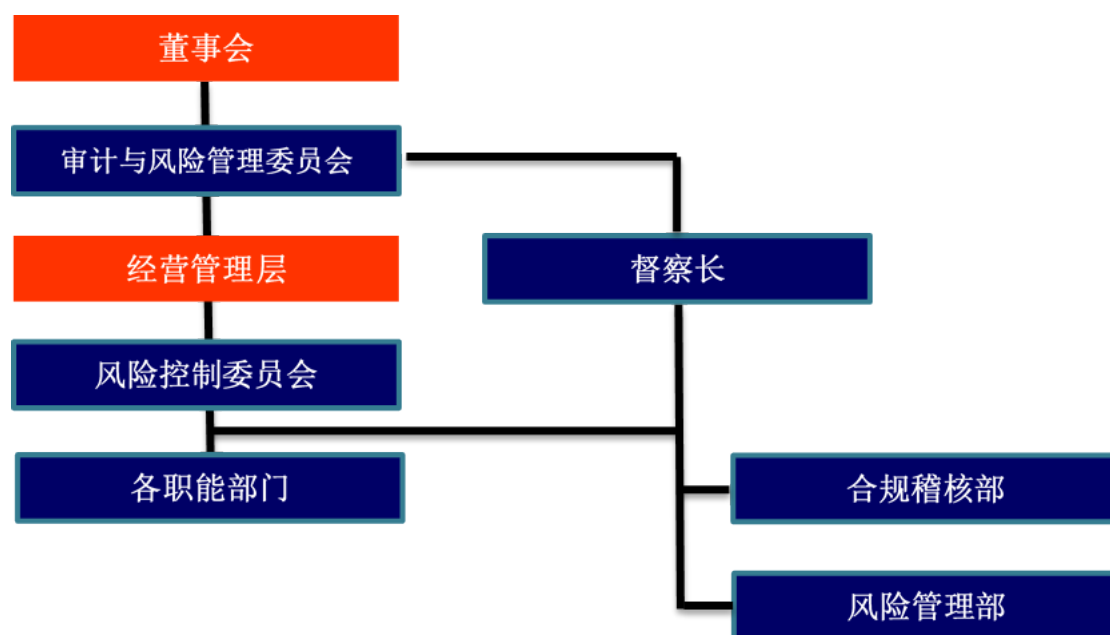 董事会
审计与风险管理委员会
经营管理层
督察长
风险控制委员会
各职能部门
合规稽核部
风险管理部